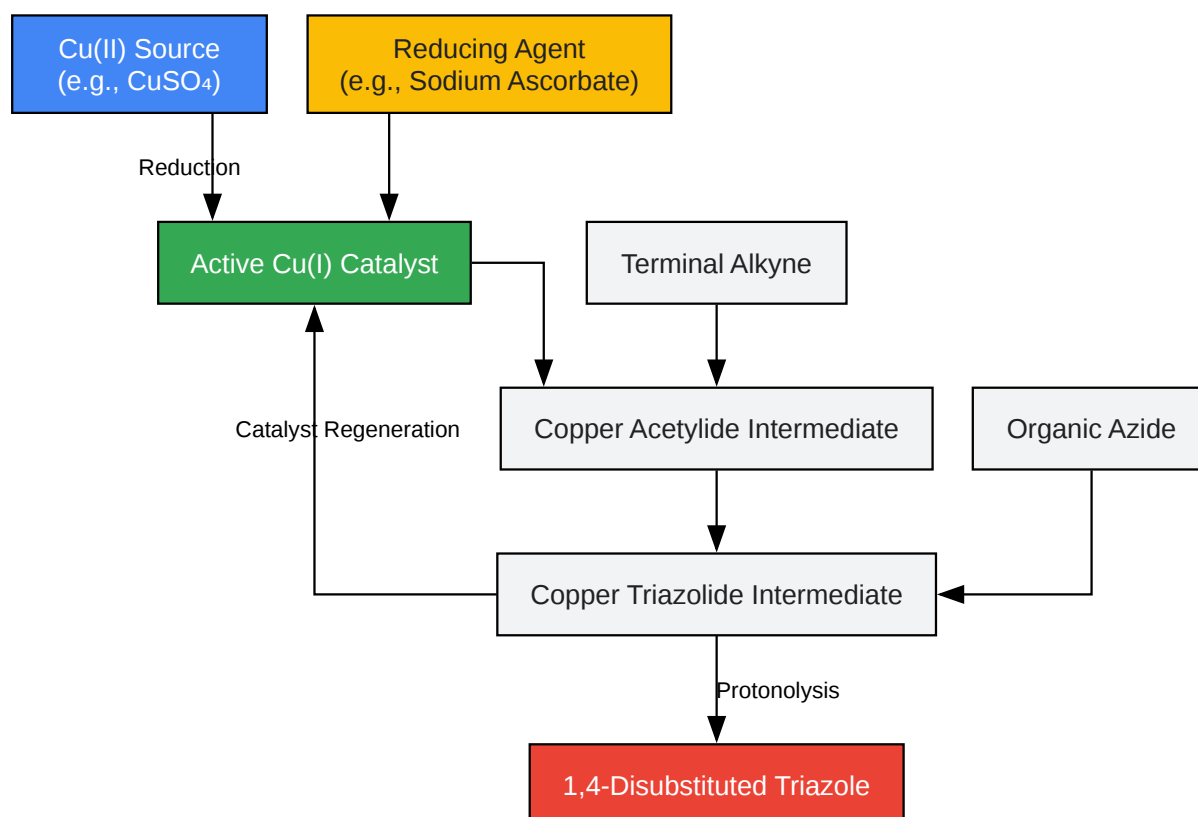 Cu(II) Source
(e.g., CuSO₄)
Reducing Agent
(e.g., Sodium Ascorbate)
Reduction
Active Cu(I) Catalyst
Terminal Alkyne
Catalyst Regeneration
Copper Acetylide Intermediate
Organic Azide
Copper Triazolide Intermediate
Protonolysis
1,4-Disubstituted Triazole